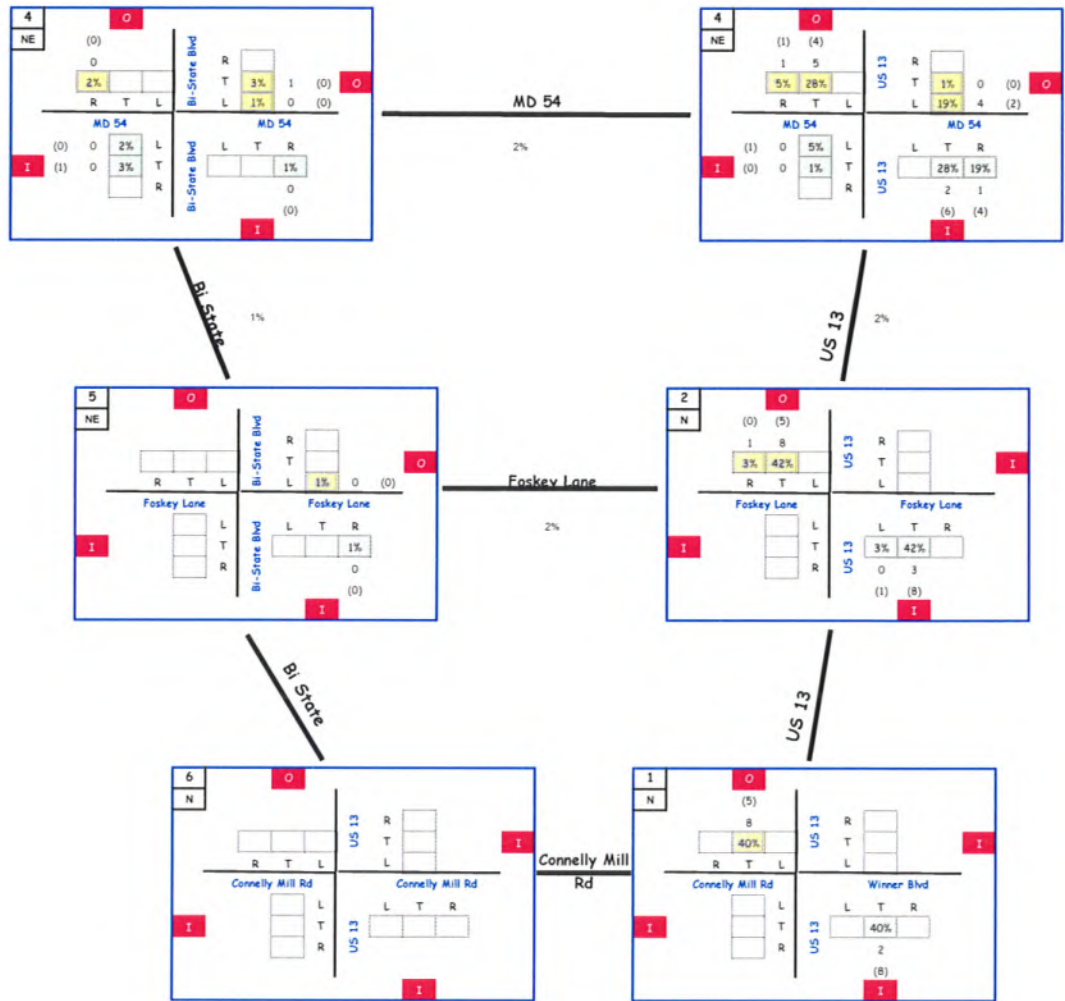 4
NE
O
(0)
0
2%
R T L
Bi-State Blvd
R
T 3% 1 (0)
L 1% 0 (0)
O
MD 54
MD 54
I
(0) 0 2% L
(1) 0 3% T
R
Bi-State Blvd
L T R
1%
0
(0)
I
MD 54
2%
4
NE
O
(1) (4)
1 5
5% 28%
R T L
US 13
R
T 1% 0 (0)
L 19% 4 (2)
O
MD 54
MD 54
I
(1) 0 5% L
(0) 0 1% T
R
US 13
L T R
28% 19%
2 1
(6) (4)
I
Bi State
1%
US 13
2%
5
NE
O
R T L
Bi-State Blvd
R
T
L 1% 0 (0)
O
Foskey Lane
Foskey Lane
I
L
T
R
Bi-State Blvd
L T R
1%
0
(0)
I
Foskey Lane
2%
2
N
O
(0) (5)
1 8
3% 42%
R T L
US 13
R
T
L
I
Foskey Lane
Foskey Lane
I
L
T
R
US 13
L T R
3% 42%
0 3
(1) (8)
I
Bi State
US 13
6
N
O
R T L
US 13
R
T
L
I
Connelly Mill Rd
Connelly Mill Rd
I
L
T
R
US 13
L T R
I
Connelly Mill
Rd
1
N
O
(5)
8
40%
R T L
US 13
R
T
L
I
Connelly Mill Rd
Winner Blvd
I
L
T
R
US 13
L T R
40%
2
(8)
I